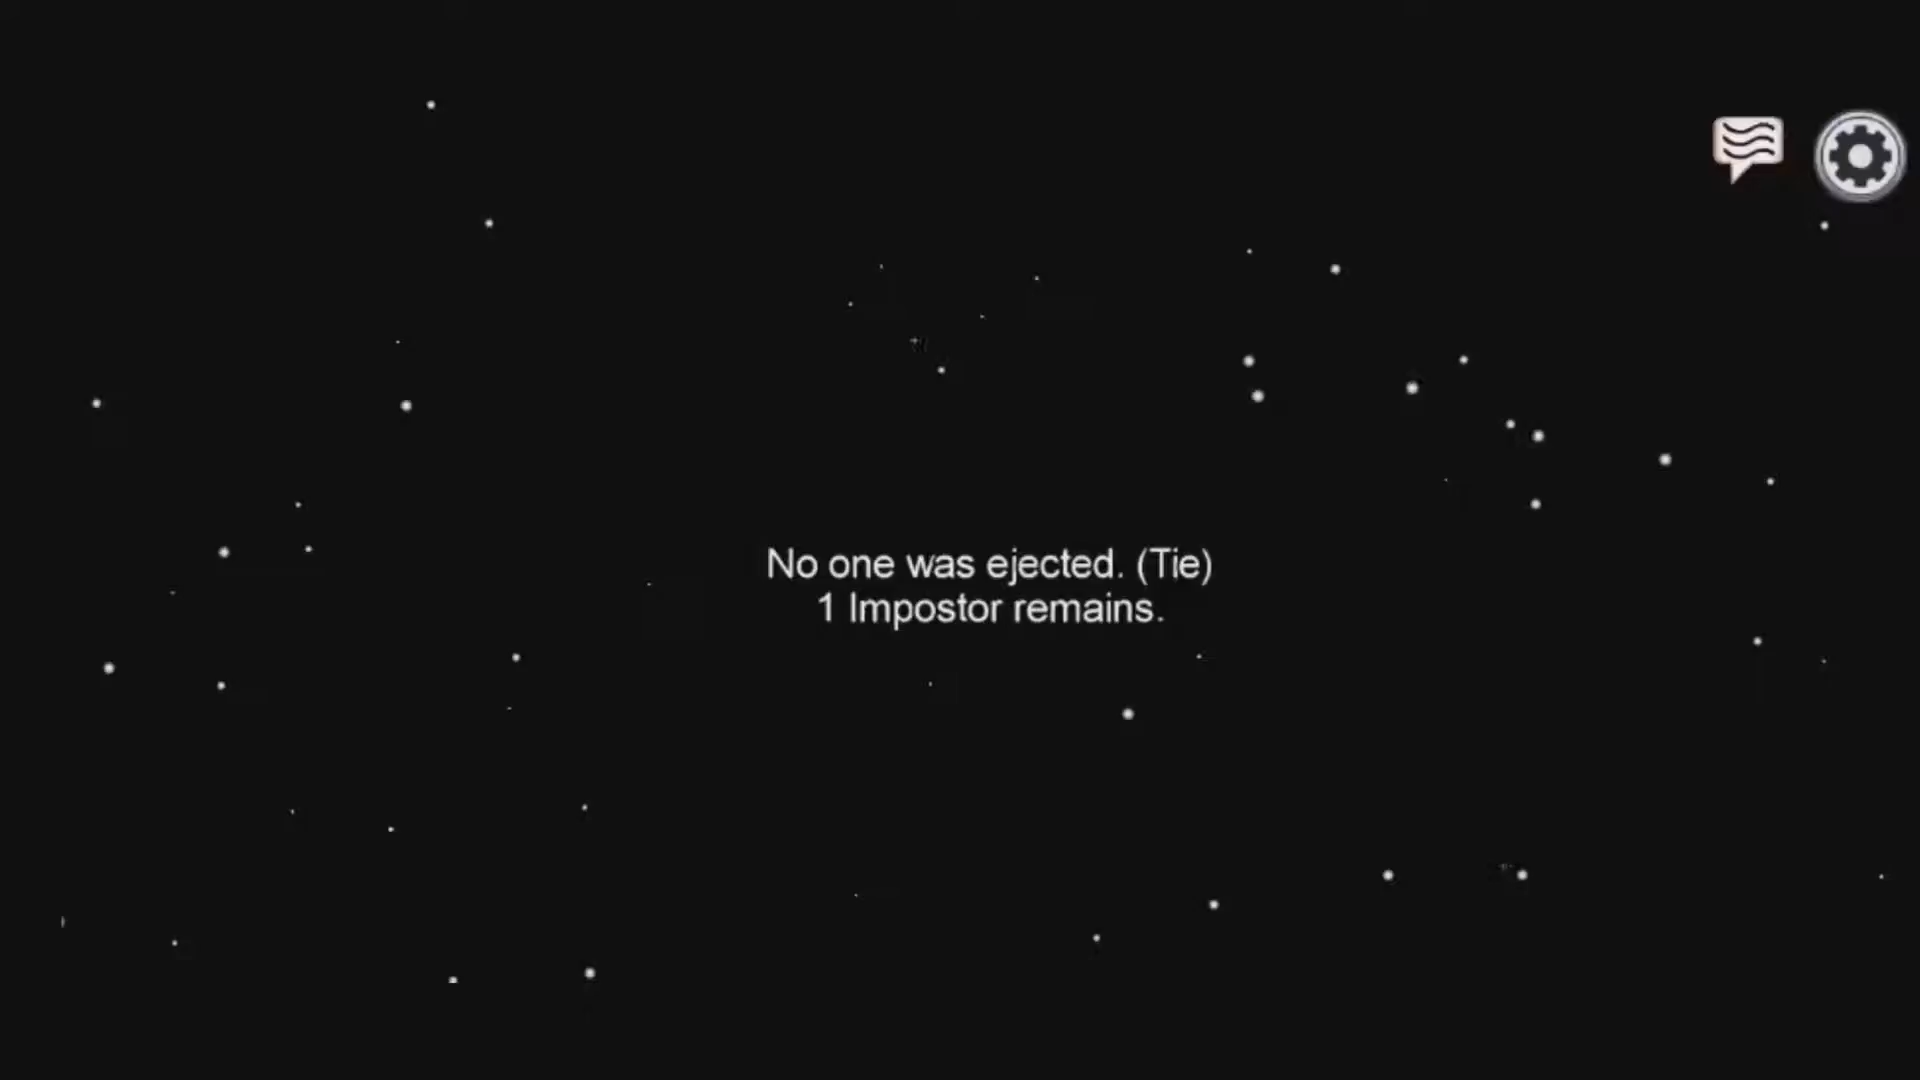 No one was ejected. (Tie)
1 Impostor remains.